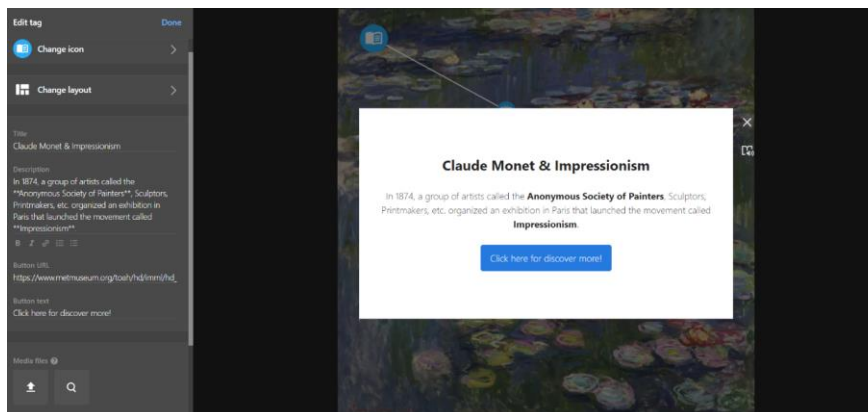 Edit tag
Done
Change icon
Change layout
Title
Claude Monet & Impressionism
Description
In 1874, a group of artists called the
**Anonymous Society of Painters**, Sculptors,
Printmakers, etc. organized an exhibition in
Paris that launched the movement called
**Impressionism**
B I
Button URL
https://www.metmuseum.org/toah/hd/imml/hd_
Button text
Click here for discover more!
Media files
Claude Monet & Impressionism
In 1874, a group of artists called the Anonymous Society of Painters, Sculptors,
Printmakers, etc. organized an exhibition in Paris that launched the movement called
Impressionism.
Click here for discover more!